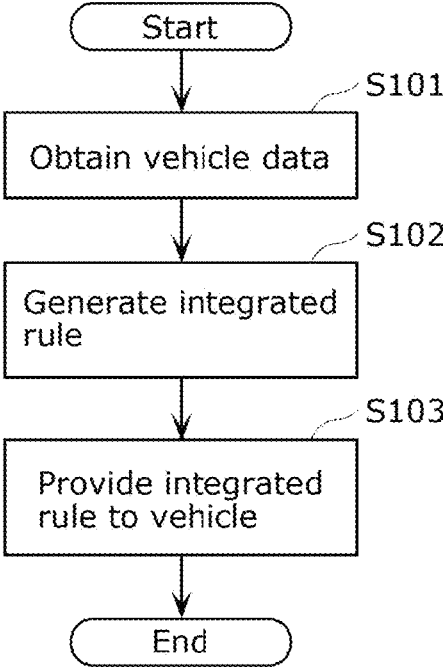 Start
S101
Obtain vehicle data
S102
Generate integrated
rule
S103
Provide integrated
rule to vehicle
End